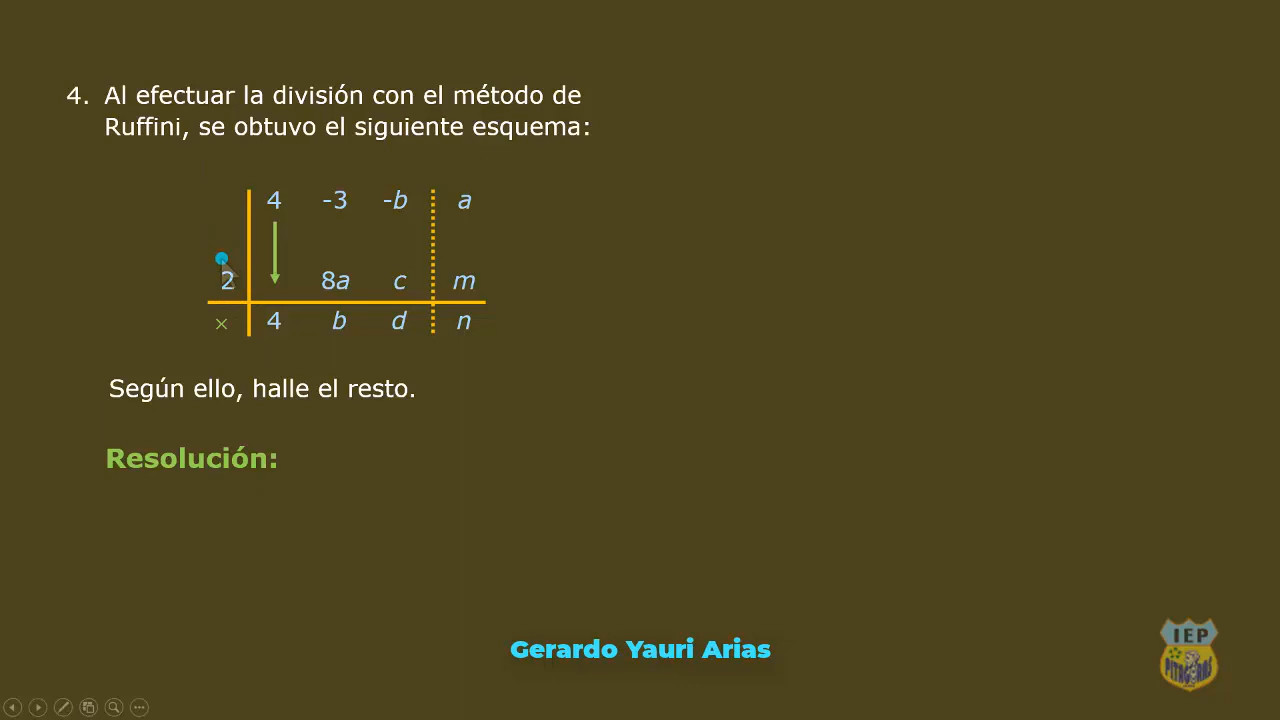 4. Al efectuar la división con el método de
Ruffini, se obtuvo el siguiente esquema:
4 -3 -b a
2 8a c m
× 4 b d n
Según ello, halle el resto.
Resolución:
Gerardo Yauri Arias
IEP
PITAGORAS